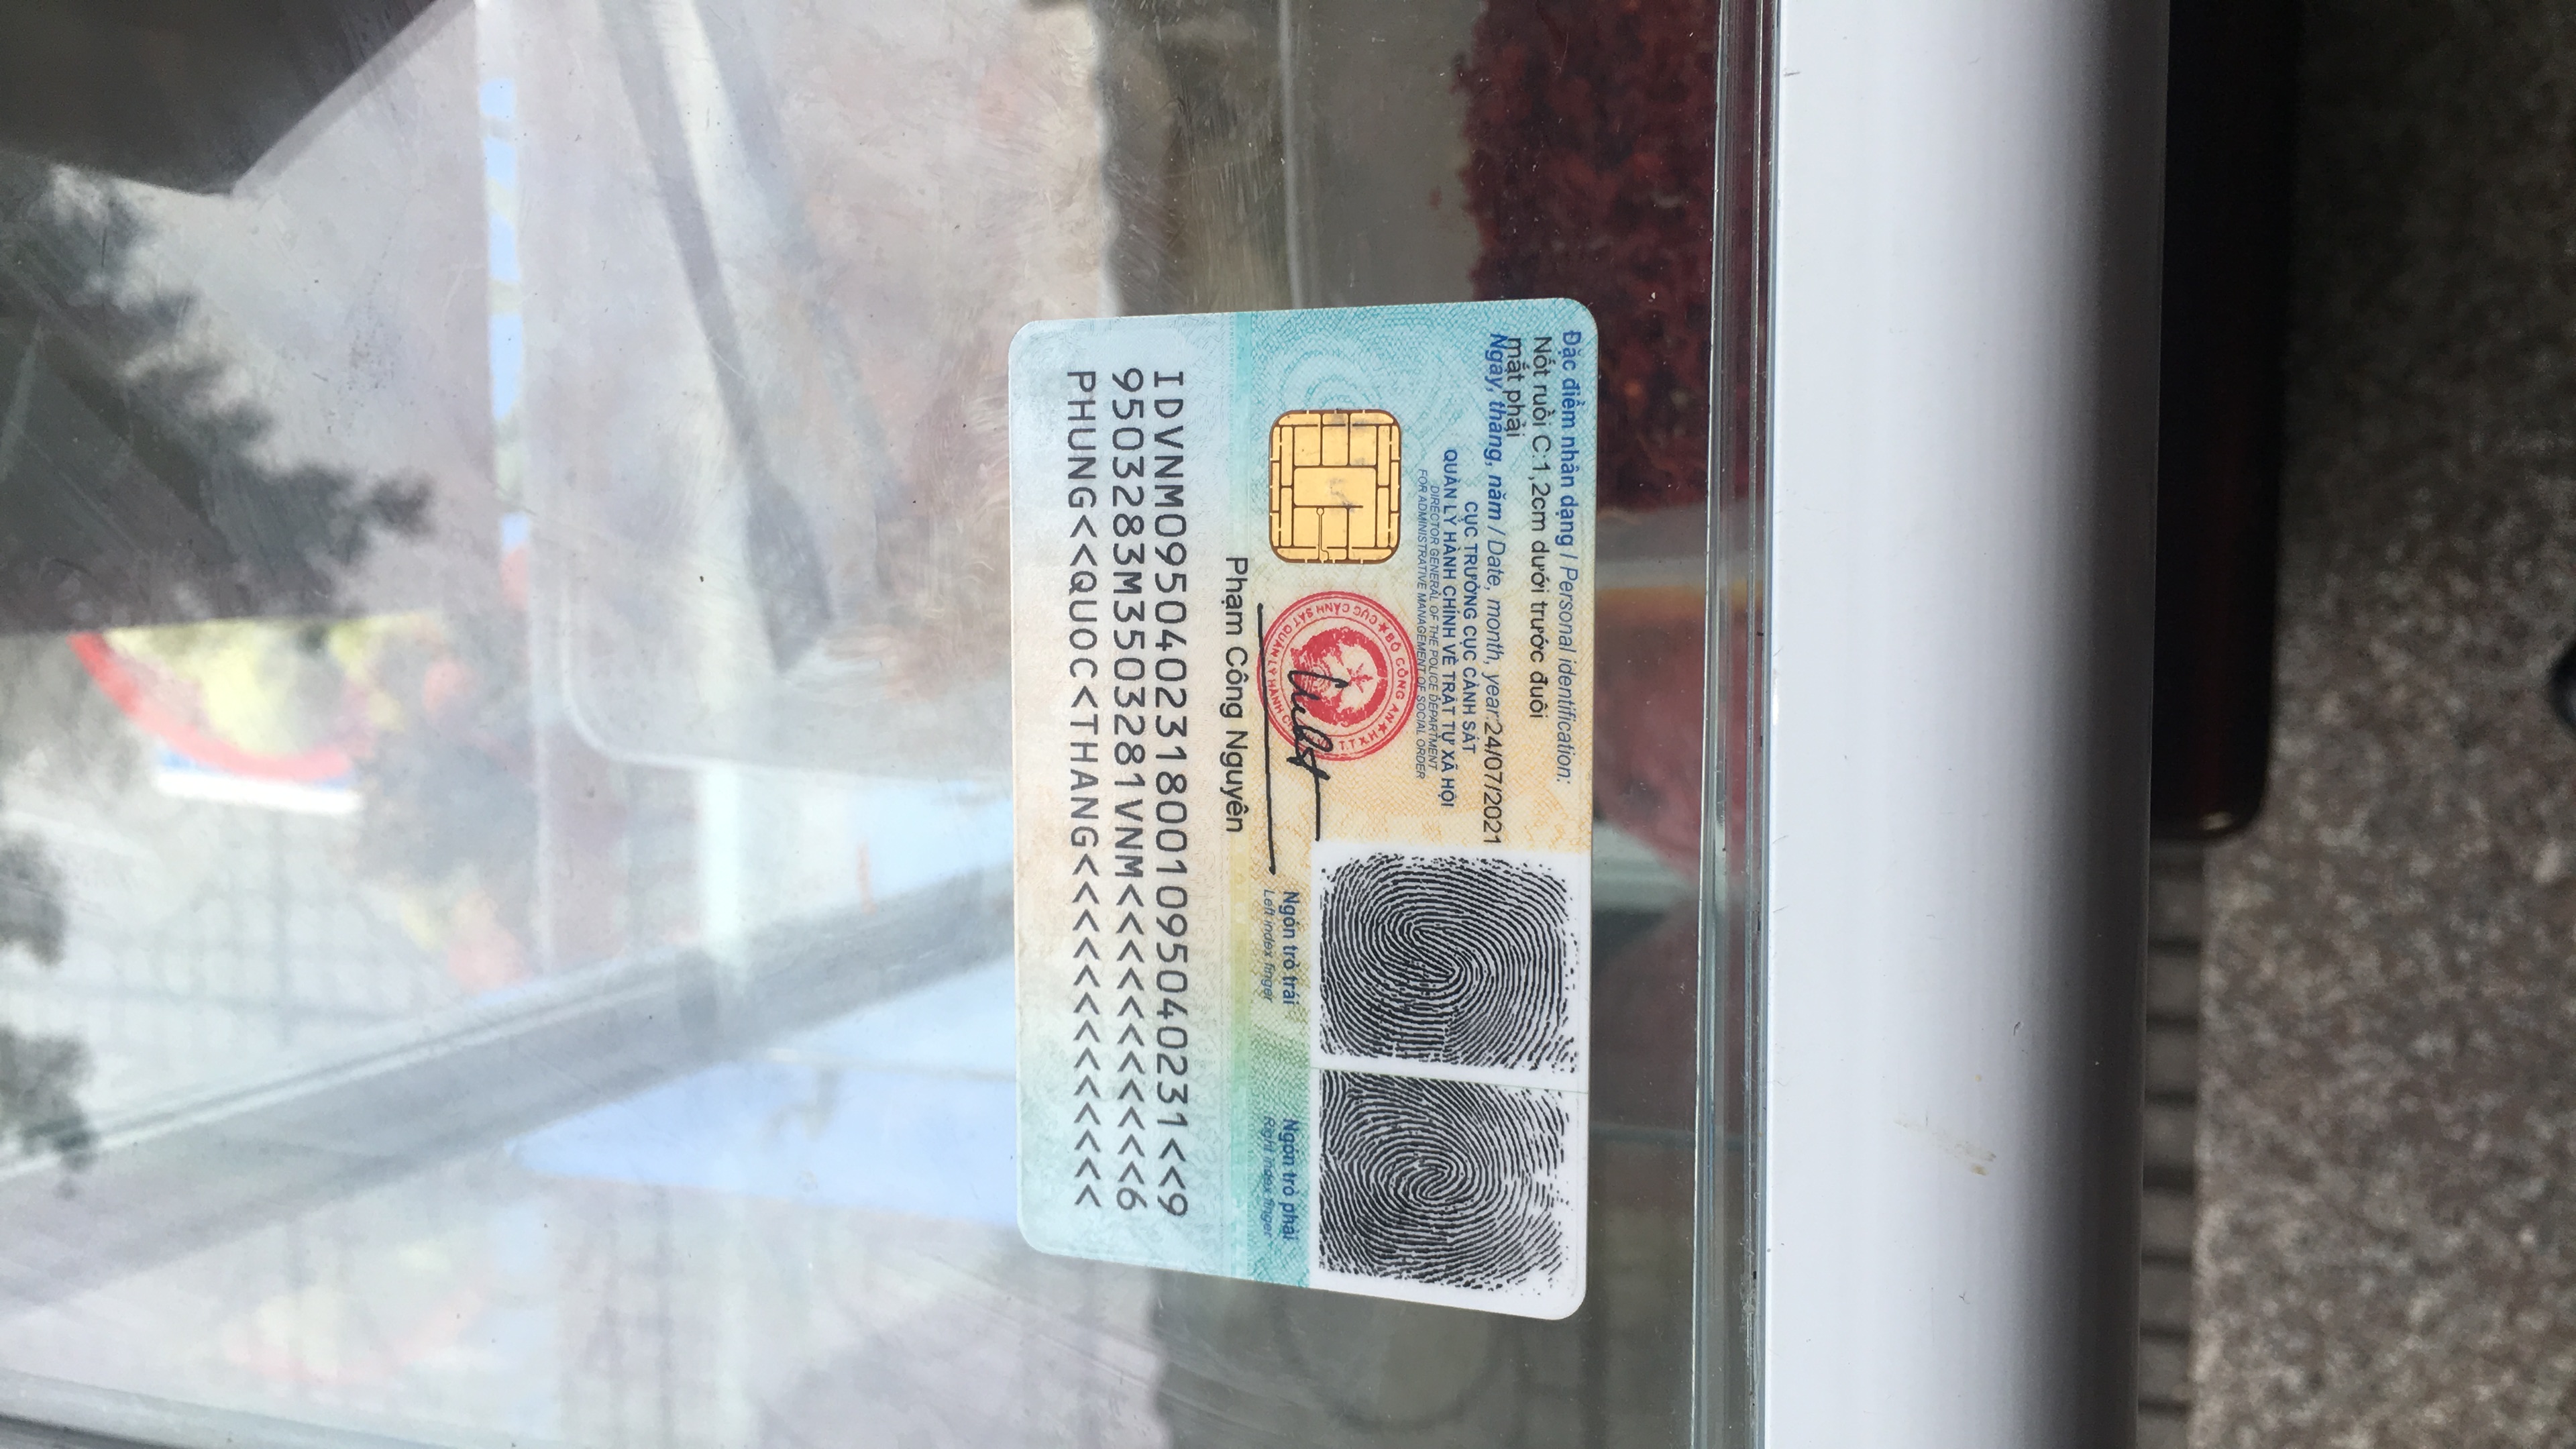 Đặc điểm nhân dạng / Personal identification:
Nốt ruồi C:1,2cm dưới trước đuôi
mắt phải
Ngày, tháng, năm / Date, month, year:24/07/2021
CỤC TRƯỞNG CỤC CẢNH SÁT
QUẢN LÝ HÀNH CHÍNH VỀ TRẬT TỰ XÃ HỘI
DIRECTOR GENERAL OF THE POLICE DEPARTMENT
FOR ADMINISTRATIVE MANAGEMENT OF SOCIAL ORDER
BỘ CÔNG AN
Phạm Công Nguyên
Ngón trỏ trái
Left index finger
Ngón trỏ phải
Right index finger
IDVNM0950402318001095040231<<9
9503283M3503281VNM<<<<<<<<<<<6
PHUNG<<QUOC<THANG<<<<<<<<<<<<<